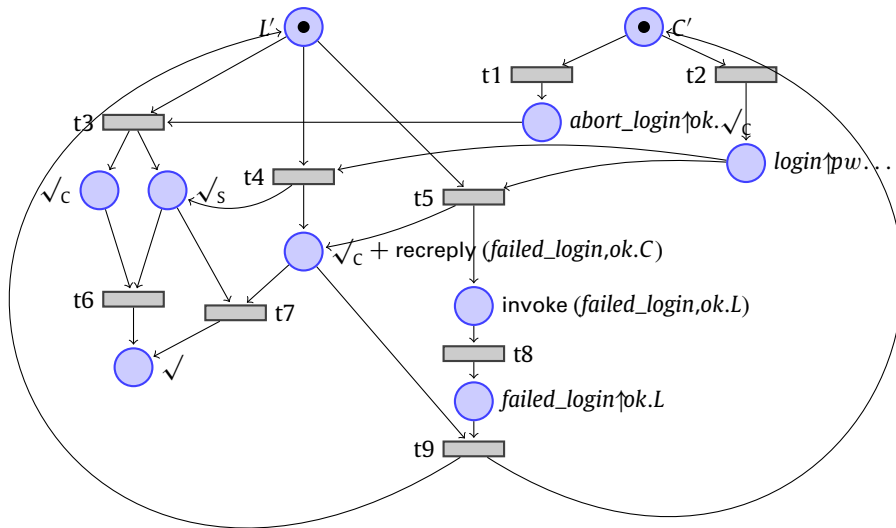 L′
C′
t1
t2
t3
abort_login↑ok.√C
login↑pw...
t4
√C
√S
t5
√C + recreply (failed_login,ok.C)
t6
t7
invoke (failed_login,ok.L)
t8
√
failed_login↑ok.L
t9